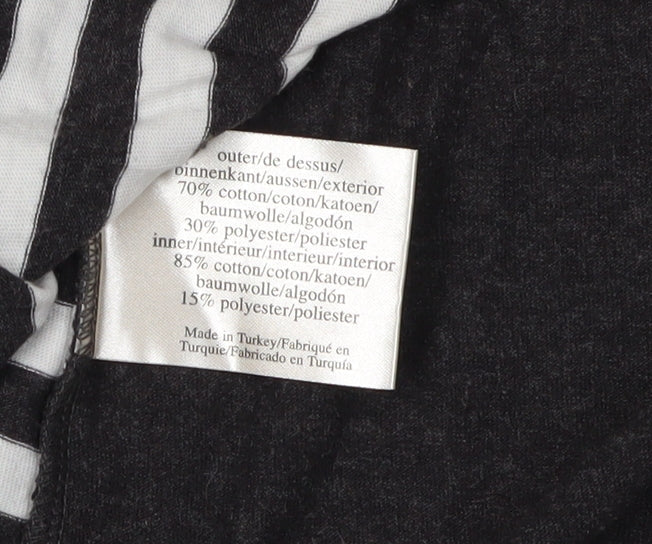 outer/de dessus/
binnenkant/aussen/exterior
70% cotton/coton/katoen/
baumwolle/algodón
30% polyester/poliester
inner/intérieur/interieur/interior
85% cotton/coton/katoen/
baumwolle/algodón
15% polyester/poliester
Made in Turkey/Fabriqué en
Turquie/Fabricado en Turquía